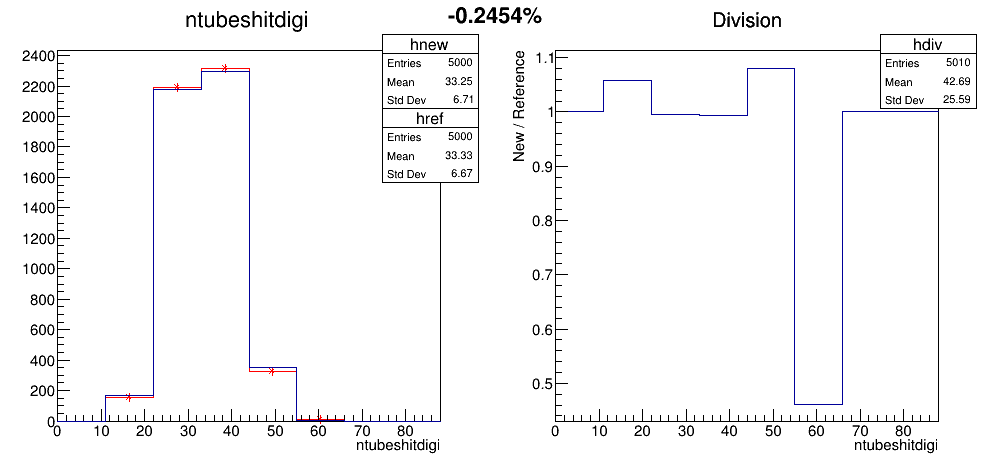 ntubeshitdigi
-0.2454%
Division
hnew
Entries 5000
Mean 33.25
Std Dev 6.71
href
Entries 5000
Mean 33.33
Std Dev 6.67
2400
2200
2000
1800
1600
1400
1200
1000
800
600
400
200
0
0 10 20 30 40 50 60 70 80
ntubeshitdigi
hdiv
Entries 5010
Mean 42.69
Std Dev 25.59
New / Reference
1.1
1
0.9
0.8
0.7
0.6
0.5
0 10 20 30 40 50 60 70 80
ntubeshitdigi